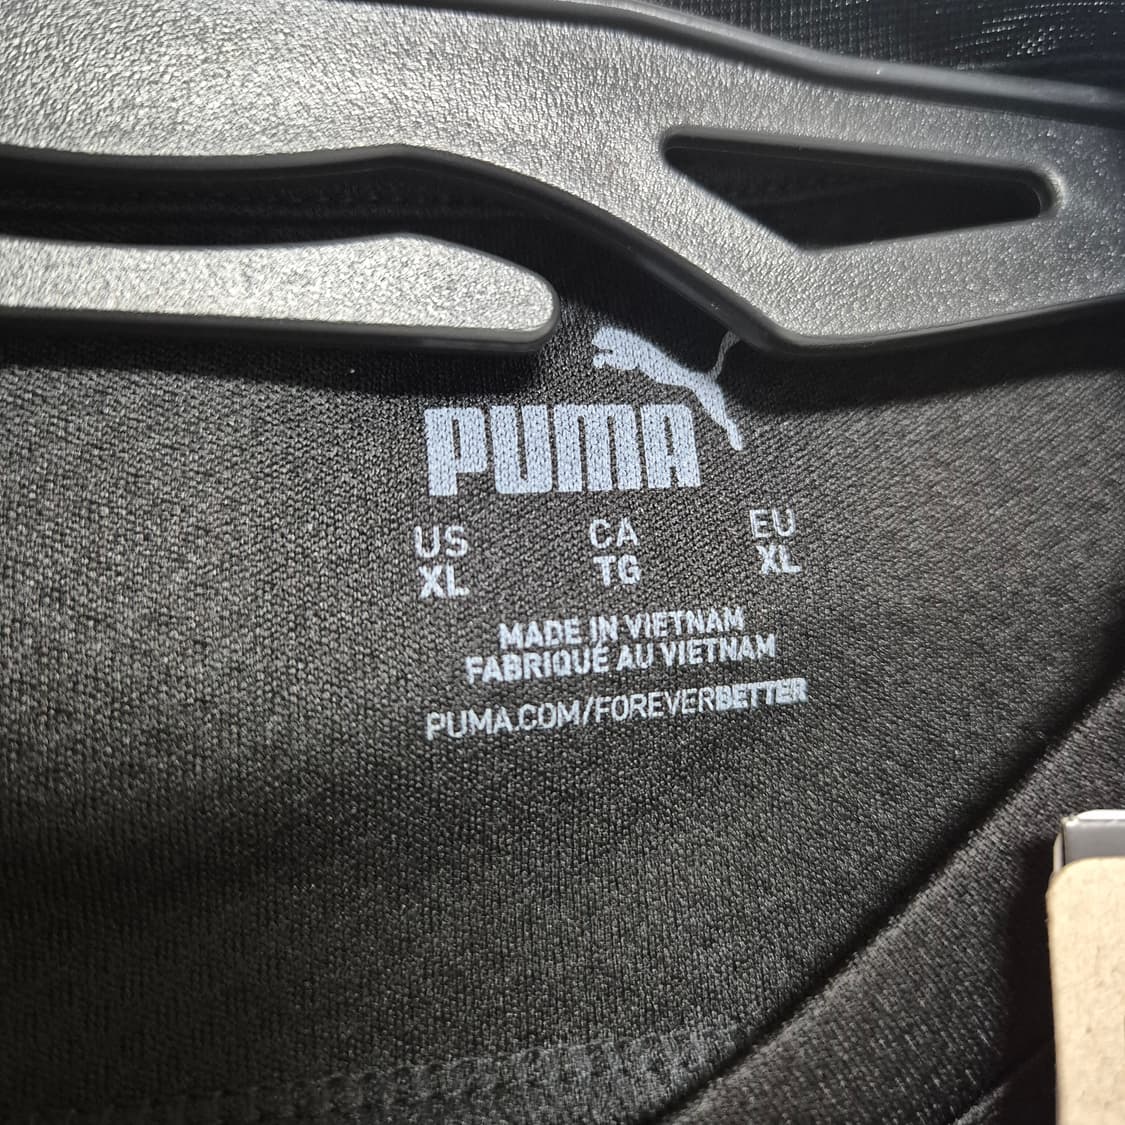 PUMA
US CA EU
XL TG XL
MADE IN VIETNAM
FABRIQUÉ AU VIETNAM
PUMA.COM/FOREVERBETTER